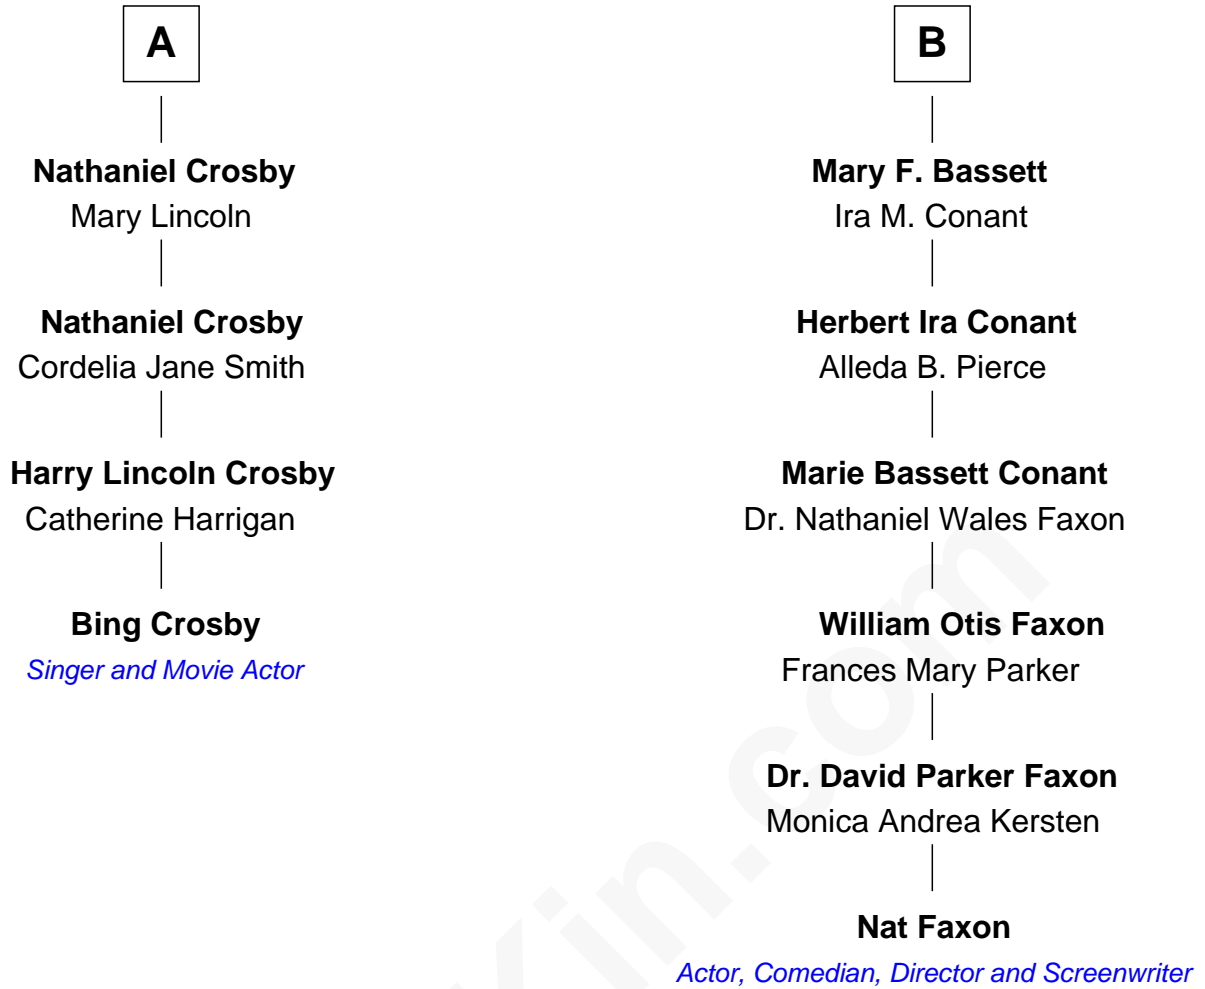 A
Nathaniel Crosby
Mary Lincoln
Nathaniel Crosby
Cordelia Jane Smith
Harry Lincoln Crosby
Catherine Harrigan
Bing Crosby
Singer and Movie Actor
B
Mary F. Bassett
Ira M. Conant
Herbert Ira Conant
Alleda B. Pierce
Marie Bassett Conant
Dr. Nathaniel Wales Faxon
William Otis Faxon
Frances Mary Parker
Dr. David Parker Faxon
Monica Andrea Kersten
Nat Faxon
Actor, Comedian, Director and Screenwriter
Kin.com